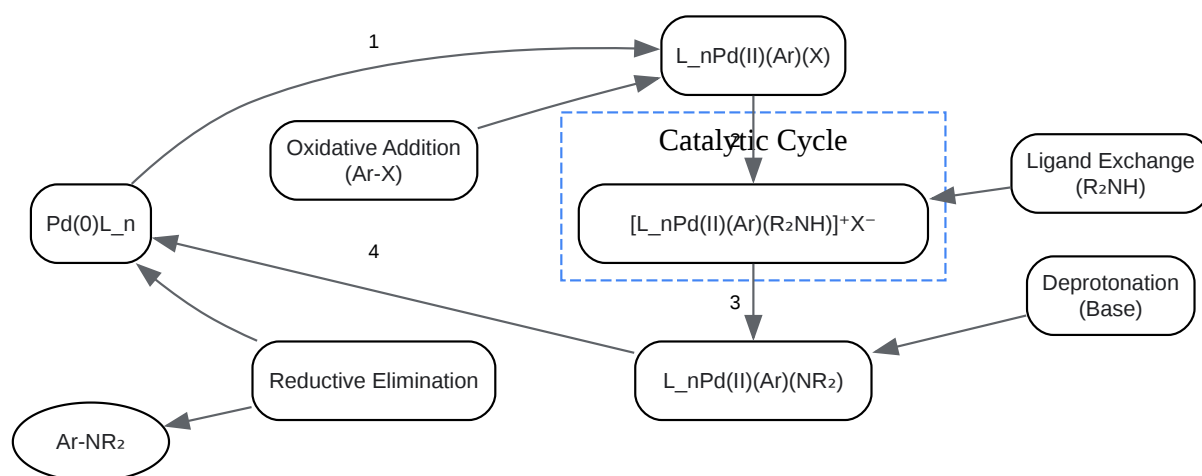 1
L_nPd(II)(Ar)(X)
Oxidative Addition
(Ar-X)
2
Catalytic Cycle
Ligand Exchange
(R₂NH)
Pd(0)L_n
[L_nPd(II)(Ar)(R₂NH)]⁺X⁻
4
3
Deprotonation
(Base)
Reductive Elimination
L_nPd(II)(Ar)(NR₂)
Ar-NR₂